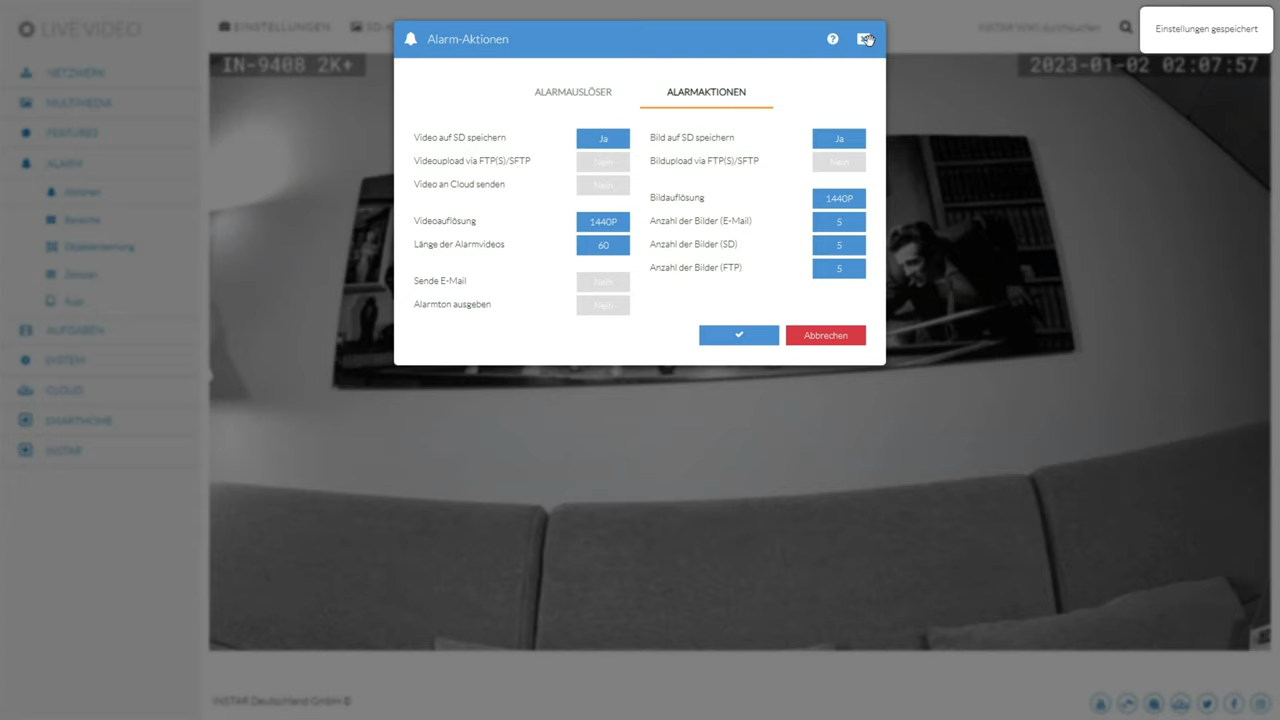 LIVE VIDEO
EINSTELLUNGEN
Alarm-Aktionen
Einstellungen gespeichert
IN-9408 2K+
2023-01-02 02:07:57
NETZWERK
MULTIMEDIA
FEATURES
ALARM
Aktionen
Bereiche
Objekterkennung
Zeitplan
AUFGABEN
SYSTEM
CLOUD
SMARTHOME
INSTAR
ALARMAUSLÖSER
ALARMAKTIONEN
Video auf SD speichern Ja
Videoupload via FTP(S)/SFTP Nein
Video an Cloud senden Nein
Videoauflösung 1440P
Länge der Alarmvideos 60
Sende E-Mail Nein
Alarmton ausgeben Nein
Bild auf SD speichern Ja
Bildupload via FTP(S)/SFTP Nein
Bildauflösung 1440P
Anzahl der Bilder (E-Mail) 5
Anzahl der Bilder (SD) 5
Anzahl der Bilder (FTP) 5
Abbrechen
INSTAR Deutschland GmbH ©